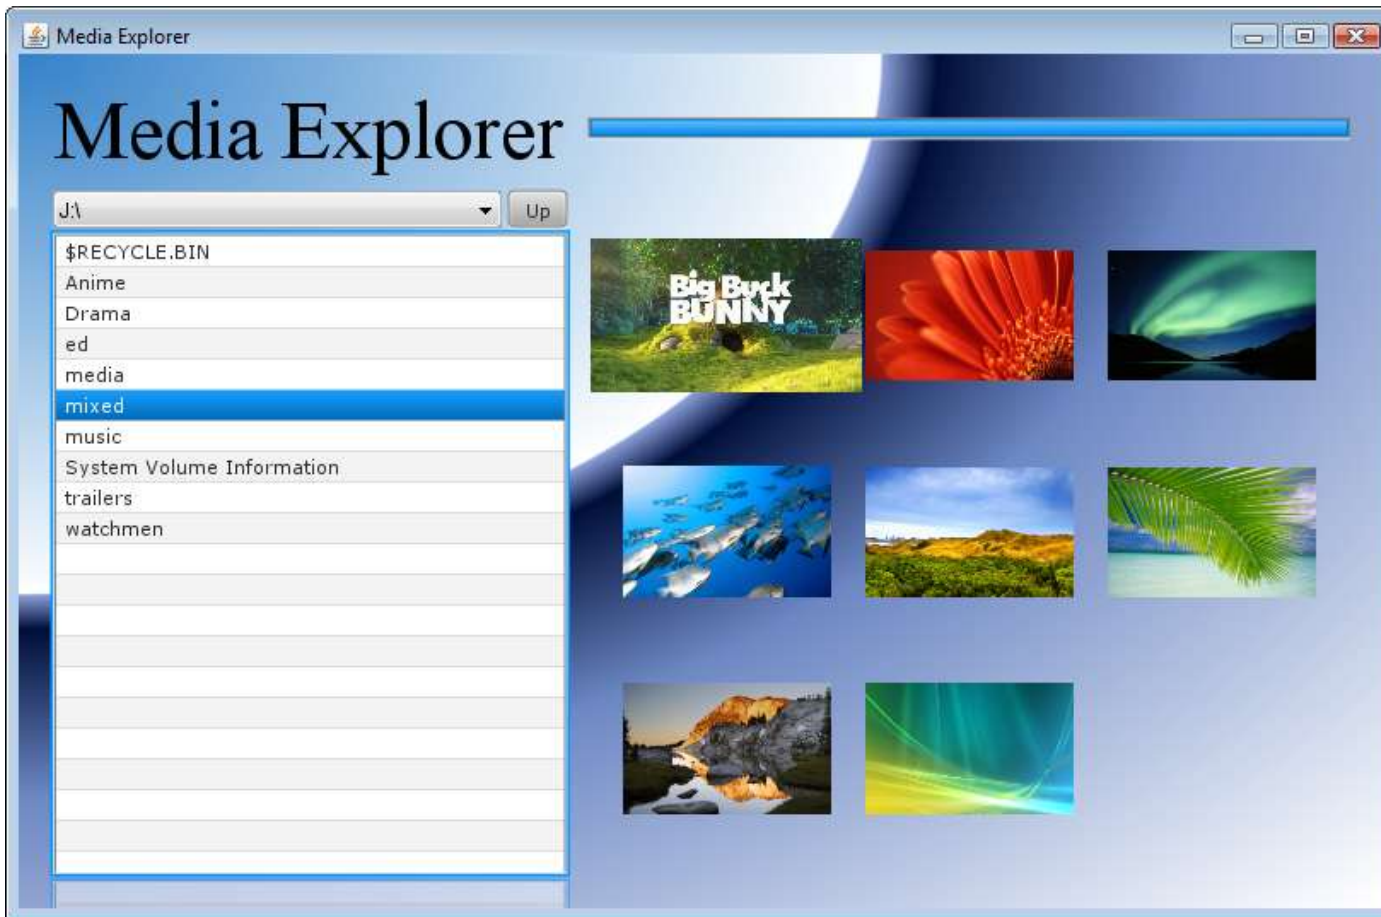 Media Explorer
Media Explorer
J:\
Up
$RECYCLE.BIN
Anime
Drama
ed
media
mixed
music
System Volume Information
trailers
watchmen
Big Buck
BUNNY